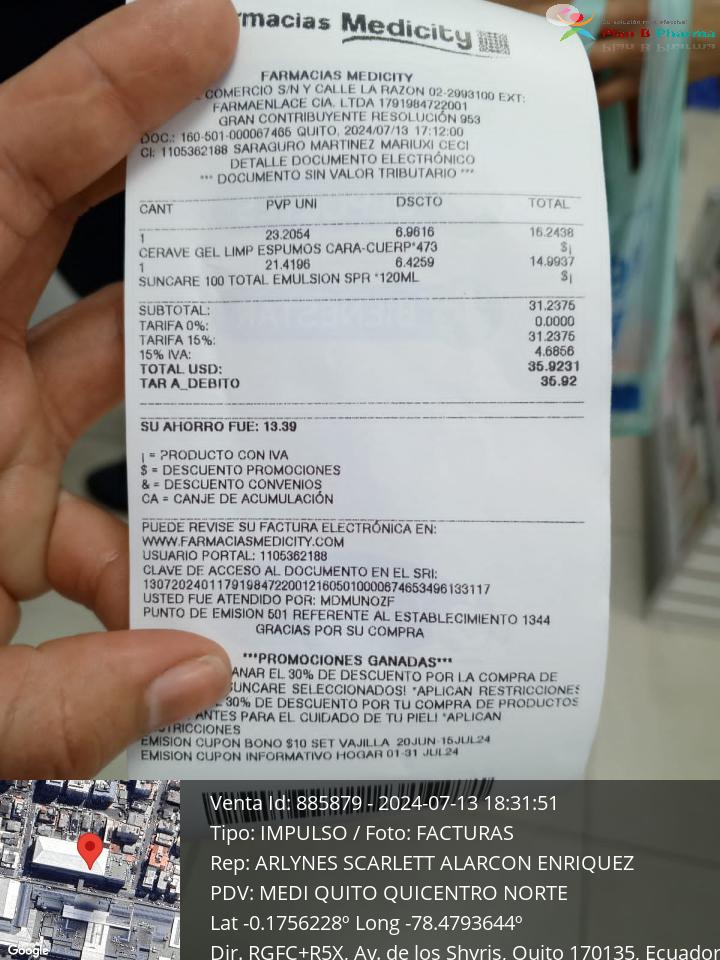 Su solución más efectiva!
Plan B Pharma
rmacias Medicity
FARMACIAS MEDICITY
COMERCIO S/N Y CALLE LA RAZON 02-2993100 EXT:
FARMAENLACE CIA. LTDA 1791984722001
GRAN CONTRIBUYENTE RESOLUCIÓN 953
DOC.: 160-501-000067465 QUITO, 2024/07/13 17:12:00
CI: 1105362188 SARAGURO MARTINEZ MARIUXI CECI
DETALLE DOCUMENTO ELECTRÓNICO
*** DOCUMENTO SIN VALOR TRIBUTARIO ***
CANT PVP UNI DSCTO TOTAL
1 23.2054 6.9616 16.2438
CERAVE GEL LIMP ESPUMOS CARA-CUERP*473 $¡
1 21.4196 6.4259 14.9937
SUNCARE 100 TOTAL EMULSION SPR *120ML $¡
SUBTOTAL: 31.2375
TARIFA 0%: 0.0000
TARIFA 15%: 31.2375
15% IVA: 4.6856
TOTAL USD: 35.9231
TAR A_DEBITO 35.92
SU AHORRO FUE: 13.39
¡ = PRODUCTO CON IVA
$ = DESCUENTO PROMOCIONES
& = DESCUENTO CONVENIOS
CA = CANJE DE ACUMULACIÓN
PUEDE REVISE SU FACTURA ELECTRÓNICA EN:
WWW.FARMACIASMEDICITY.COM
USUARIO PORTAL: 1105362188
CLAVE DE ACCESO AL DOCUMENTO EN EL SRI:
1307202401179198472200121605010000674653496133117
USTED FUE ATENDIDO POR: MDMUNOZF
PUNTO DE EMISION 501 REFERENTE AL ESTABLECIMIENTO 1344
GRACIAS POR SU COMPRA
***PROMOCIONES GANADAS***
ANAR EL 30% DE DESCUENTO POR LA COMPRA DE
SUNCARE SELECCIONADOS! *APLICAN RESTRICCIONES
30% DE DESCUENTO POR TU COMPRA DE PRODUCTOS
ANTES PARA EL CUIDADO DE TU PIEL! *APLICAN
TRICCIONES
EMISION CUPON BONO $10 SET VAJILLA 20JUN-15JUL24
EMISION CUPON INFORMATIVO HOGAR 01-31 JUL24
Venta Id: 885879 - 2024-07-13 18:31:51
Tipo: IMPULSO / Foto: FACTURAS
Rep: ARLYNES SCARLETT ALARCON ENRIQUEZ
PDV: MEDI QUITO QUICENTRO NORTE
Lat -0.1756228º Long -78.4793644º
Dir. RGFC+R5X, Av. de los Shyris, Quito 170135, Ecuador
Google